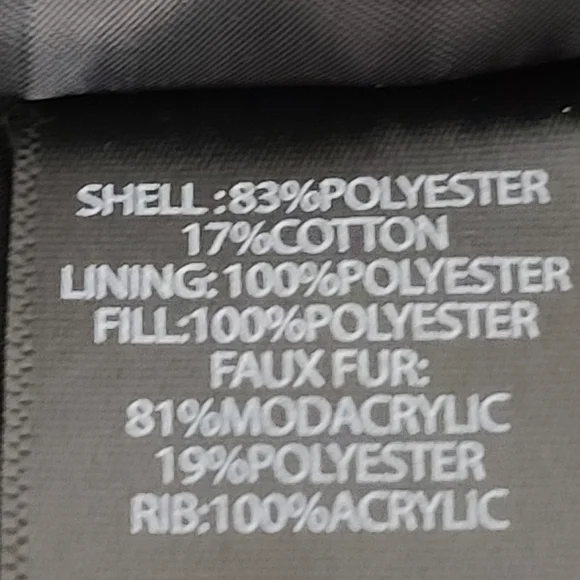 SHELL:83%POLYESTER
17%COTTON
LINING:100%POLYESTER
FILL:100%POLYESTER
FAUX FUR:
81%MODACRYLIC
19%POLYESTER
RIB:100%ACRYLIC